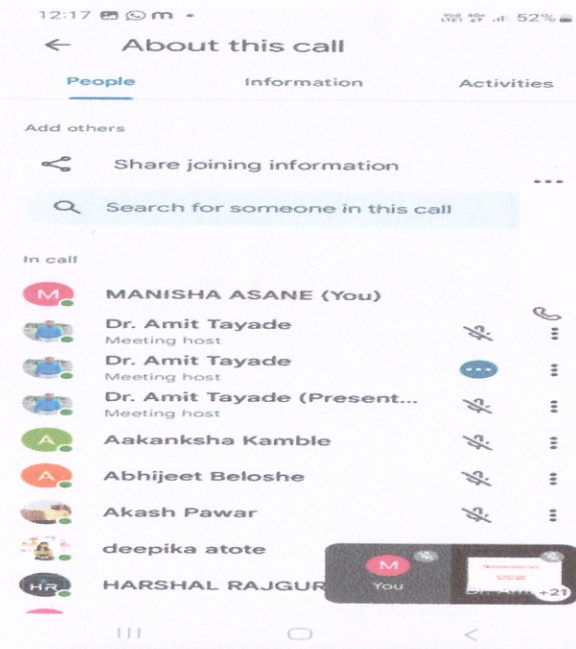 12:17
52%
About this call
People Information Activities
Add others
Share joining information
Search for someone in this call
In call
M MANISHA ASANE (You)
Dr. Amit Tayade
Meeting host
Dr. Amit Tayade
Meeting host
Dr. Amit Tayade (Present...
Meeting host
A Aakanksha Kamble
A Abhijeet Beloshe
Akash Pawar
deepika atote
HR HARSHAL RAJGUR
M
You
+21